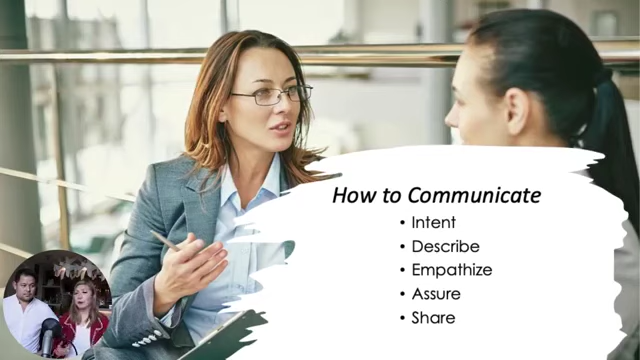 How to Communicate
• Intent
• Describe
• Empathize
• Assure
• Share